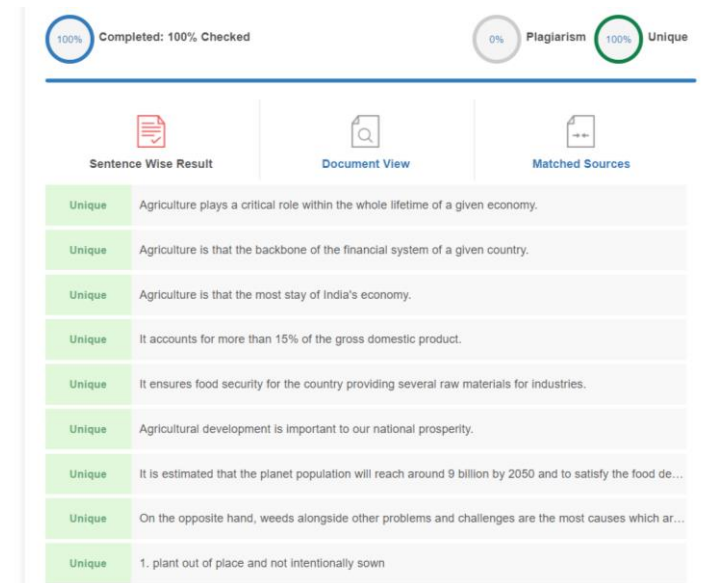 100% Completed: 100% Checked 0% Plagiarism 100% Unique
Sentence Wise Result Document View Matched Sources
Unique Agriculture plays a critical role within the whole lifetime of a given economy.
Unique Agriculture is that the backbone of the financial system of a given country.
Unique Agriculture is that the most stay of India's economy.
Unique It accounts for more than 15% of the gross domestic product.
Unique It ensures food security for the country providing several raw materials for industries.
Unique Agricultural development is important to our national prosperity.
Unique It is estimated that the planet population will reach around 9 billion by 2050 and to satisfy the food de...
Unique On the opposite hand, weeds alongside other problems and challenges are the most causes which ar...
Unique 1. plant out of place and not intentionally sown